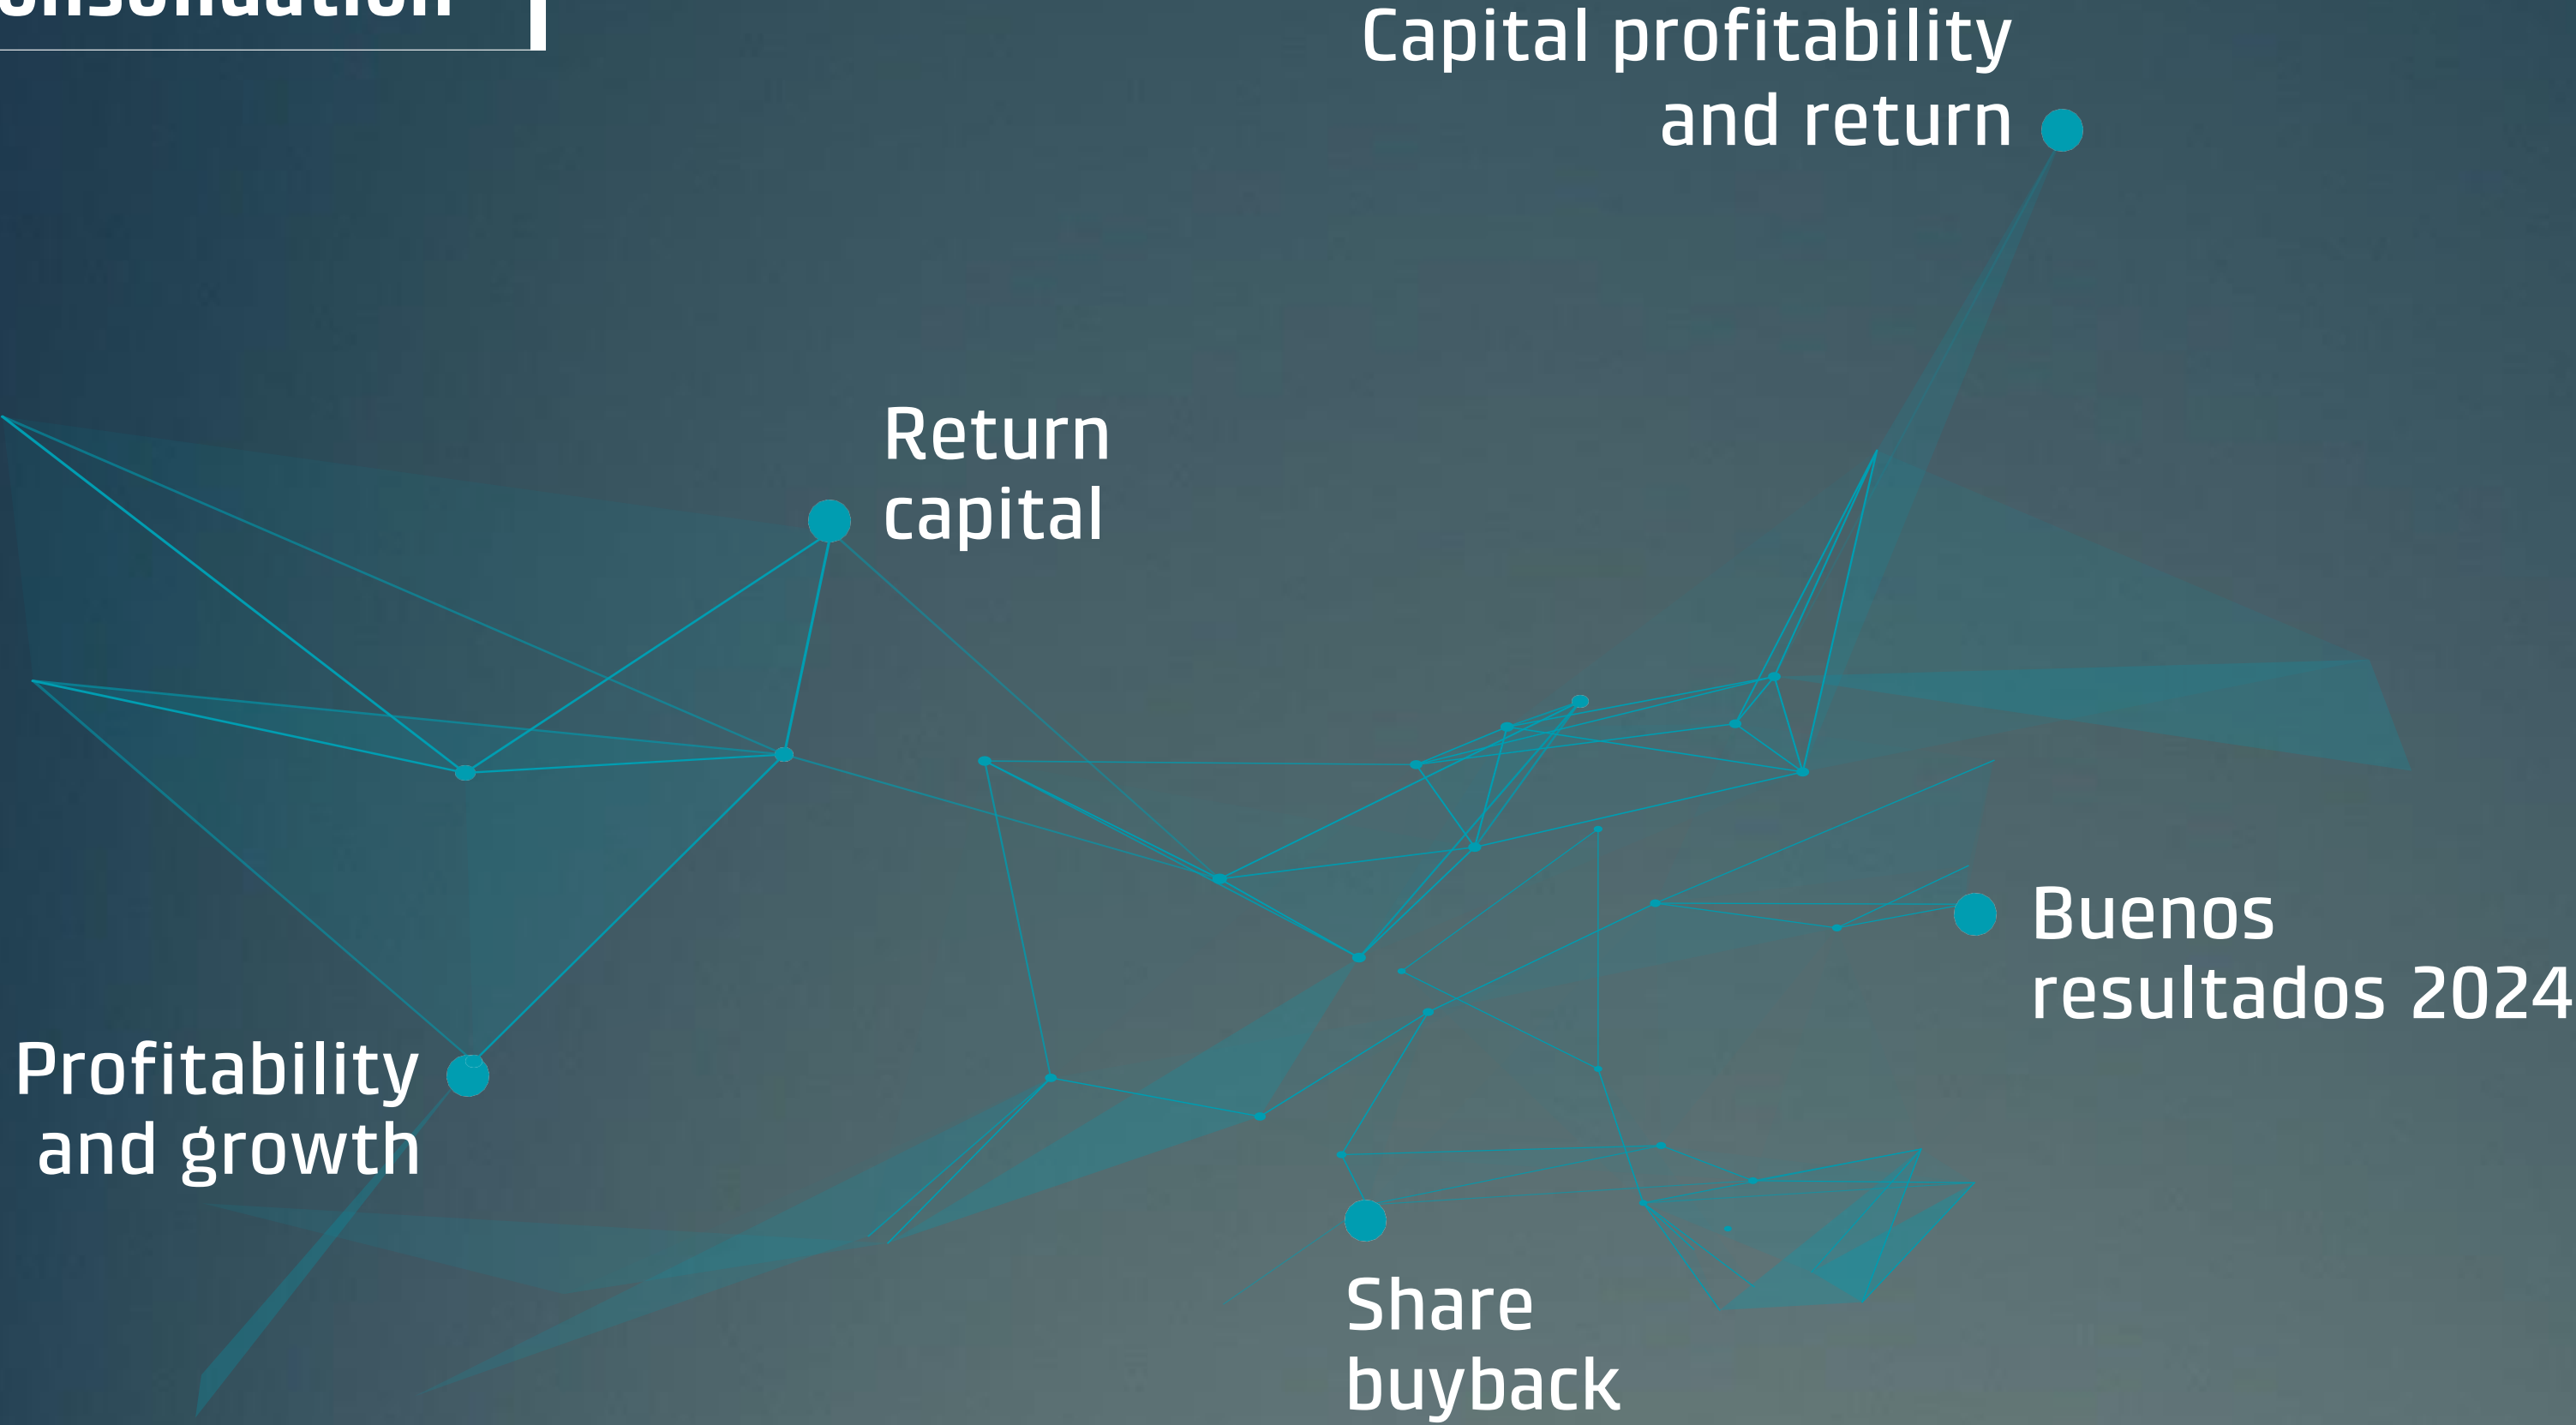 Capital profitability
and return
Return
capital
Buenos
resultados 2024
Profitability
and growth
Share
buyback